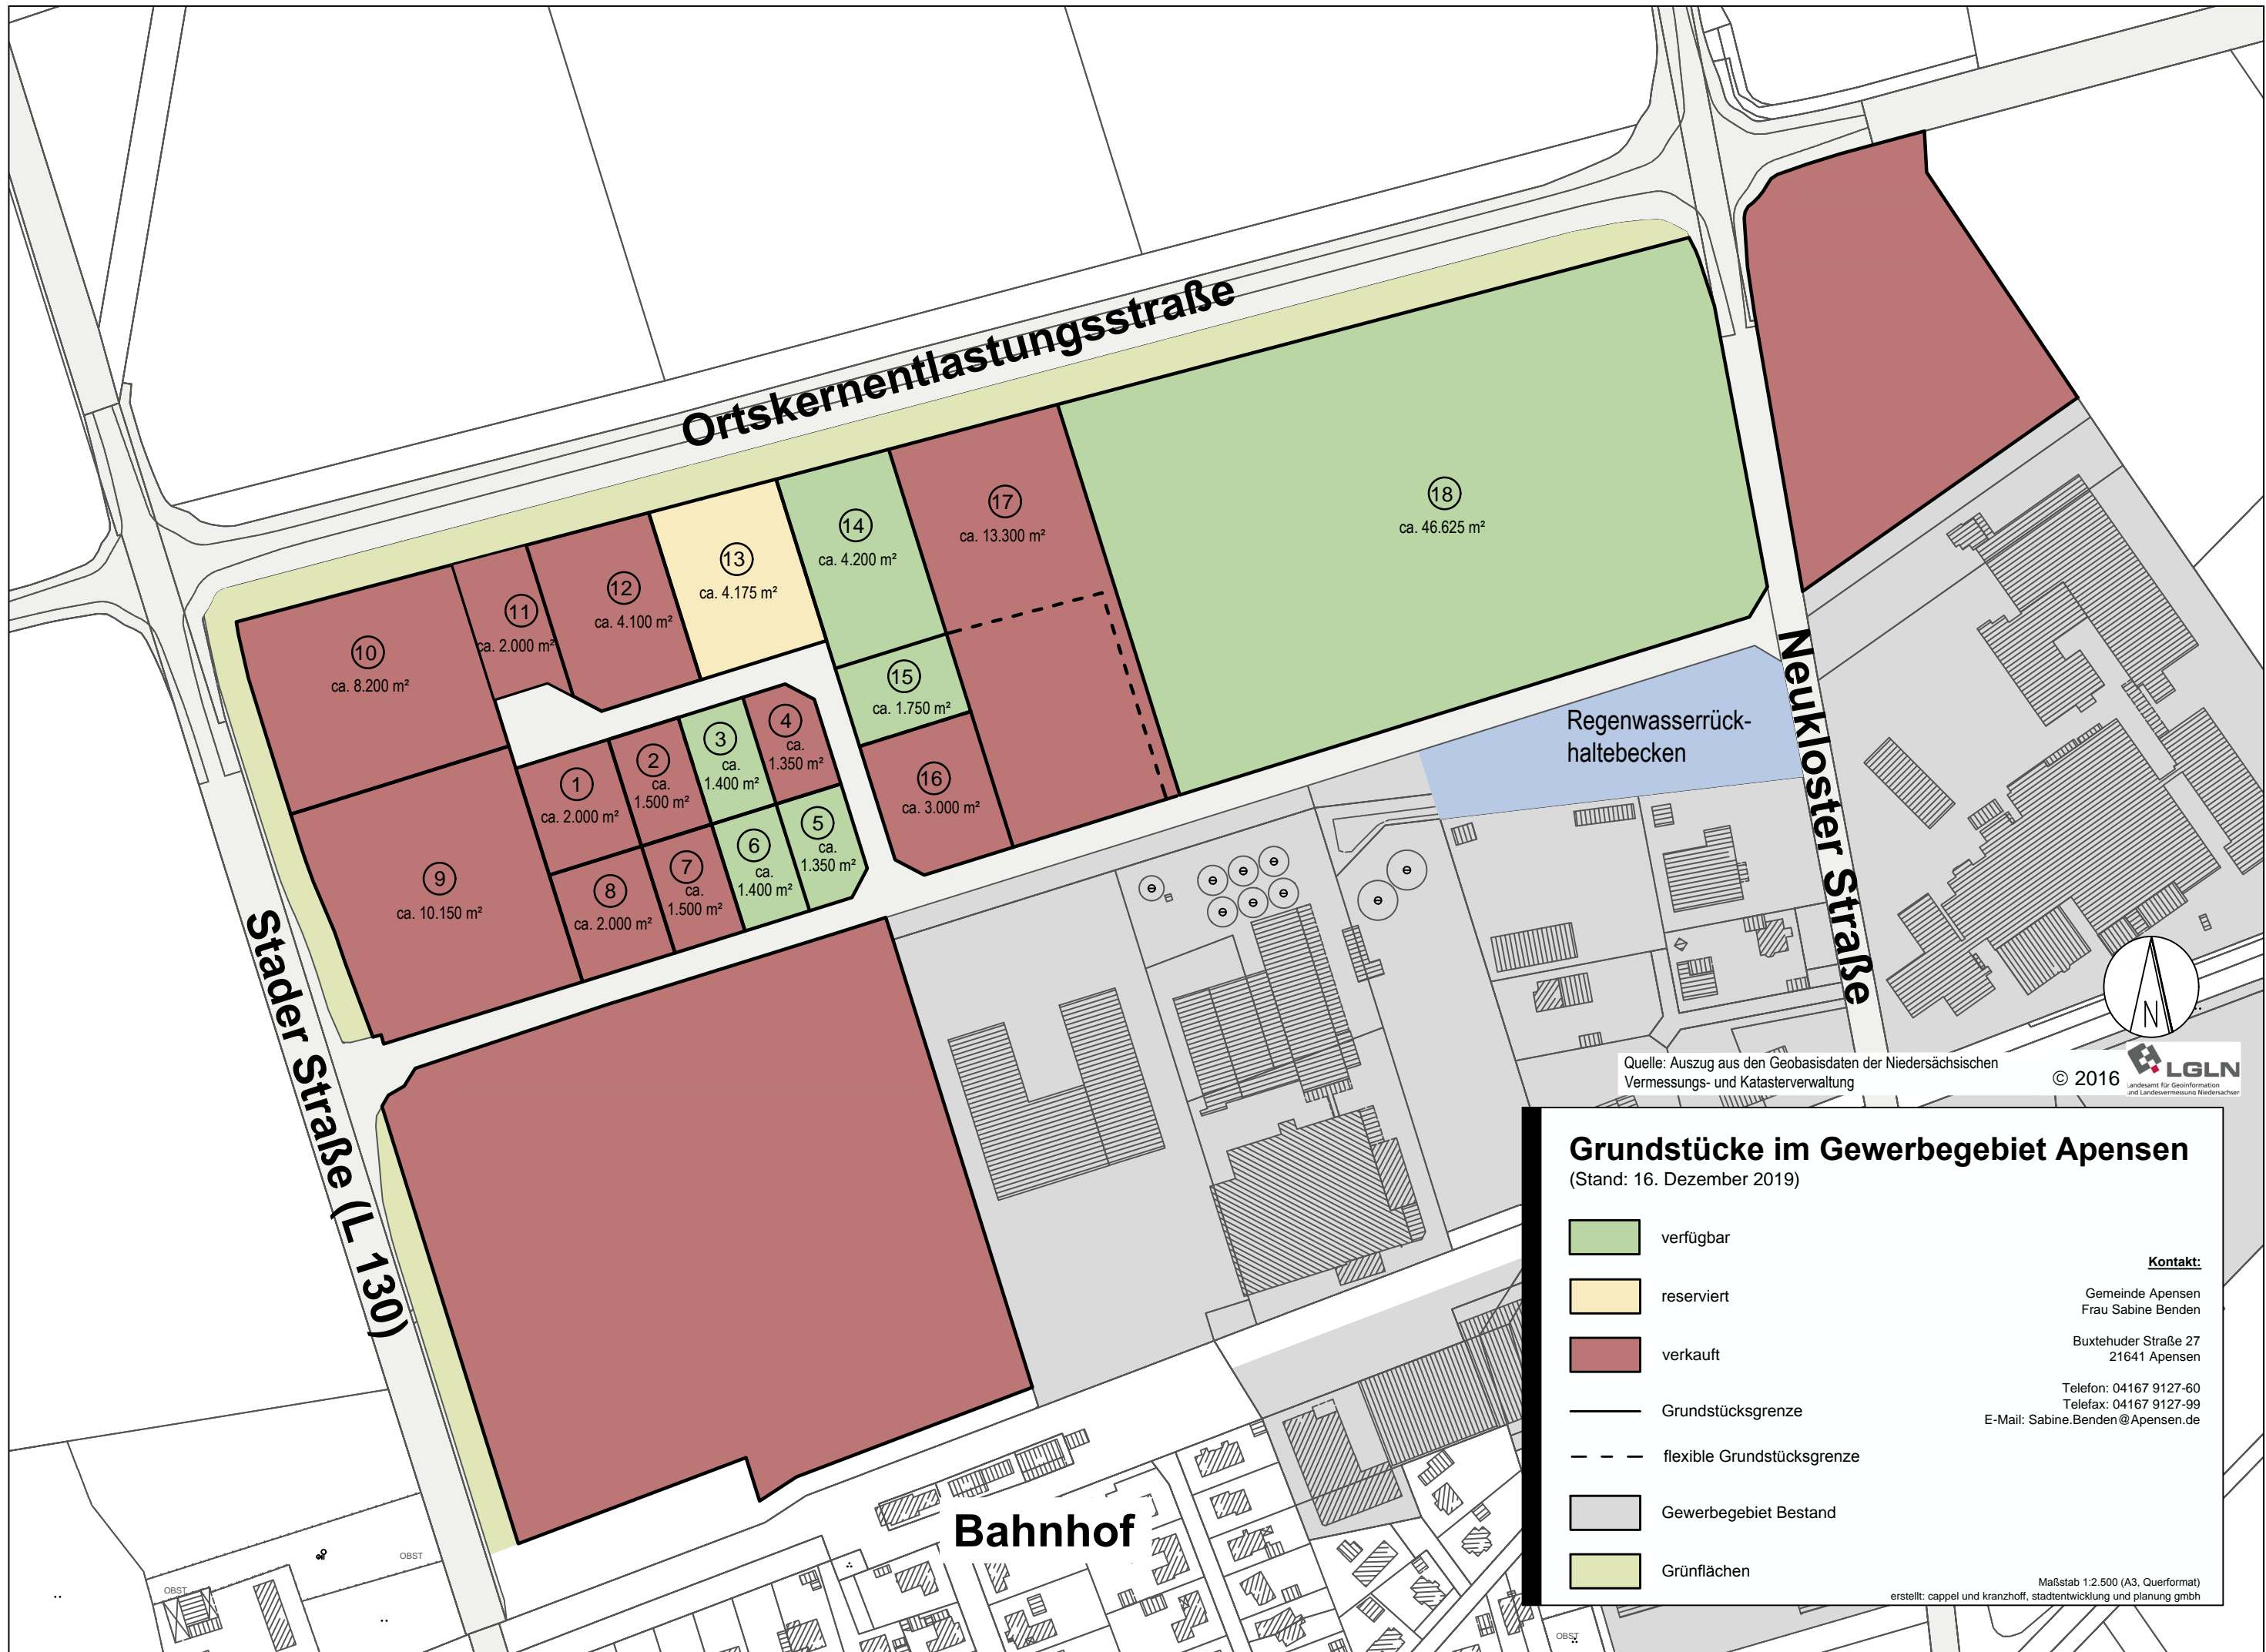 Ortskernentlastungsstraße
18
ca. 46.625 m²
17
ca. 13.300 m²
14
ca. 4.200 m²
13
ca. 4.175 m²
12
ca. 4.100 m²
11
ca. 2.000 m²
10
ca. 8.200 m²
15
ca. 1.750 m²
16
ca. 3.000 m²
4
ca.
1.350 m²
3
ca.
1.400 m²
2
ca.
1.500 m²
1
ca. 2.000 m²
5
ca.
1.350 m²
6
ca.
1.400 m²
7
ca.
1.500 m²
8
ca. 2.000 m²
9
ca. 10.150 m²
Regenwasserrück-
haltebecken
Neukloster Straße
Stader Straße (L 130)
Bahnhof
OBST
OBST
OBST
N
Quelle: Auszug aus den Geobasisdaten der Niedersächsischen
Vermessungs- und Katasterverwaltung
© 2016
LGLN
Landesamt für Geoinformation
und Landesvermessung Niedersachsen
Grundstücke im Gewerbegebiet Apensen
(Stand: 16. Dezember 2019)
verfügbar
reserviert
verkauft
Grundstücksgrenze
flexible Grundstücksgrenze
Gewerbegebiet Bestand
Grünflächen
Kontakt:
Gemeinde Apensen
Frau Sabine Benden
Buxtehuder Straße 27
21641 Apensen
Telefon: 04167 9127-60
Telefax: 04167 9127-99
E-Mail: Sabine.Benden@Apensen.de
Maßstab 1:2.500 (A3, Querformat)
erstellt: cappel und kranzhoff, stadtentwicklung und planung gmbh